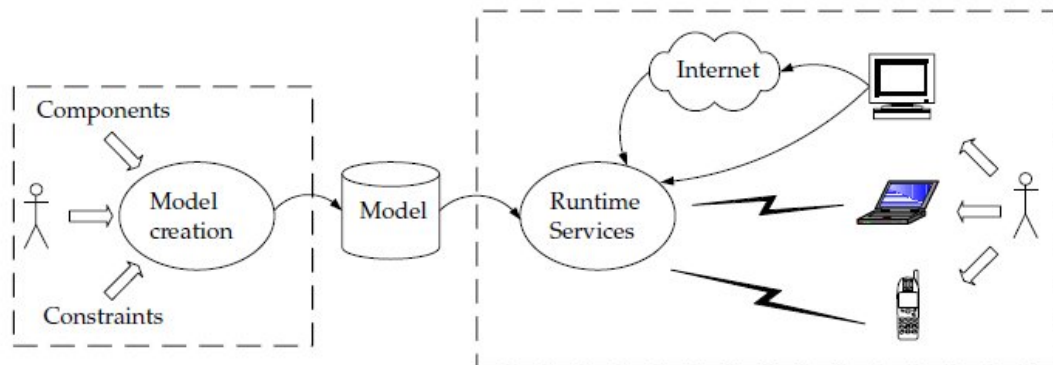 Components
Model
creation
Constraints
Model
Internet
Runtime
Services